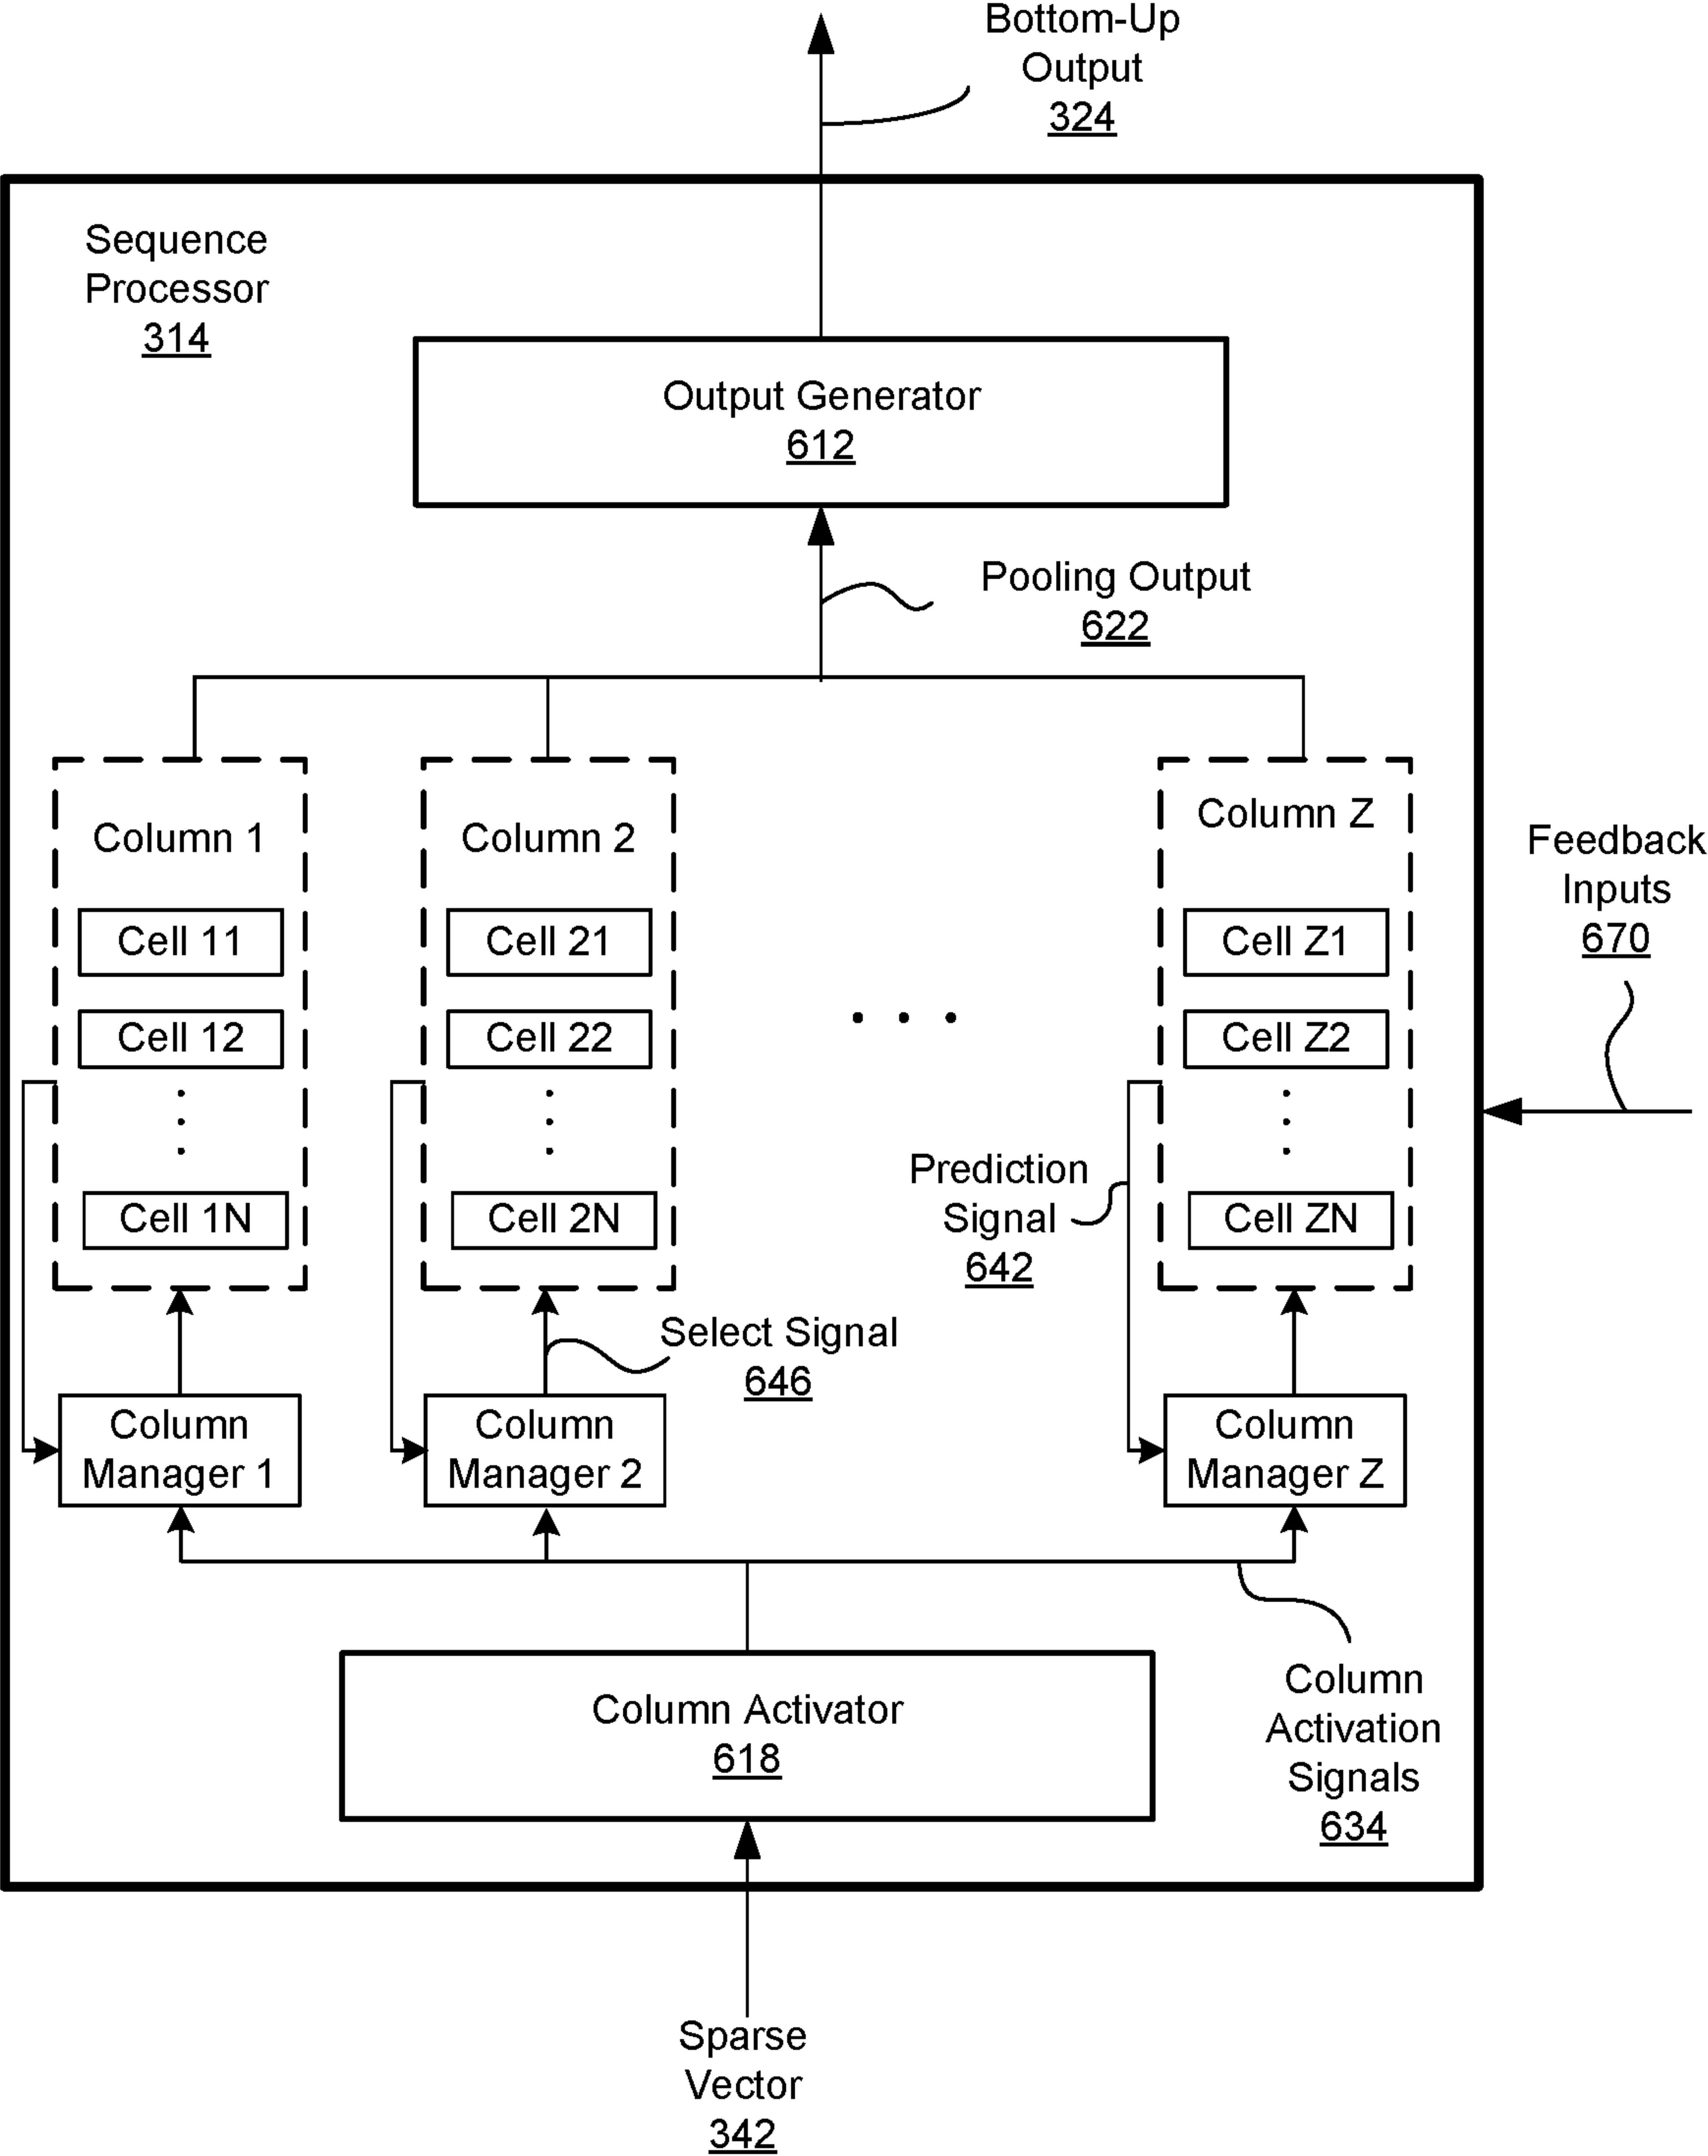 Bottom-Up
Output
324
Sequence
Processor
314
Output Generator
612
Pooling Output
622
Column 1
Cell 11
Cell 12
Cell 1N
Column 2
Cell 21
Cell 22
Cell 2N
Column Z
Cell Z1
Cell Z2
Cell ZN
Feedback
Inputs
670
Prediction
Signal
642
Select Signal
646
Column
Manager 1
Column
Manager 2
Column
Manager Z
Column Activator
618
Column
Activation
Signals
634
Sparse
Vector
342